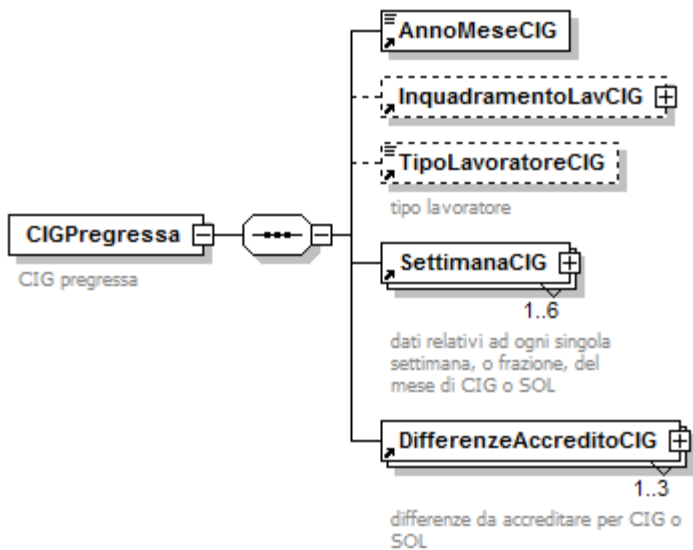 AnnoMeseCIG
InquadramentoLavCIG
TipoLavoratoreCIG
tipo lavoratore
CIGPregressa
CIG pregressa
SettimanaCIG
1..6
dati relativi ad ogni singola
settimana, o frazione, del
mese di CIG o SOL
DifferenzeAccreditoCIG
1..3
differenze da accreditare per CIG o
SOL